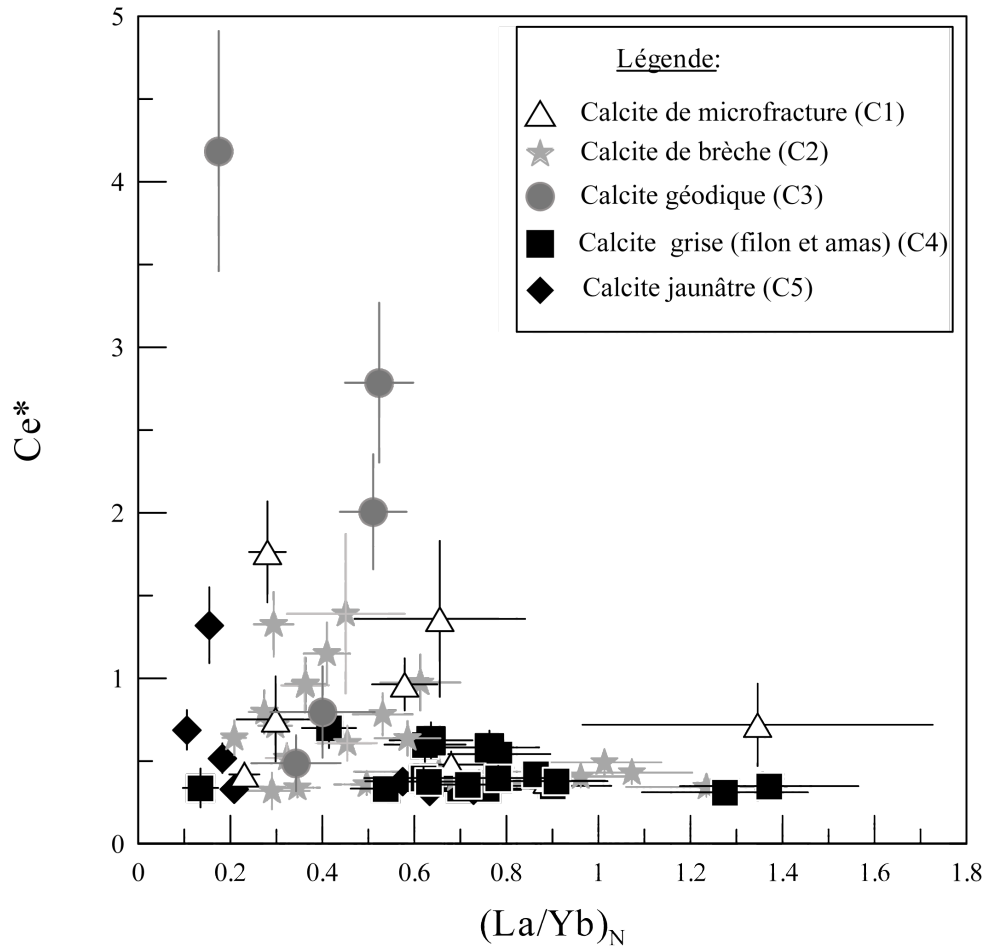 5
4
3
2
1
0
Ce*
Légende:
Calcite de microfracture (C1)
Calcite de brèche (C2)
Calcite géodique (C3)
Calcite grise (filon et amas) (C4)
Calcite jaunâtre (C5)
0 0.2 0.4 0.6 0.8 1 1.2 1.4 1.6 1.8
(La/Yb)N